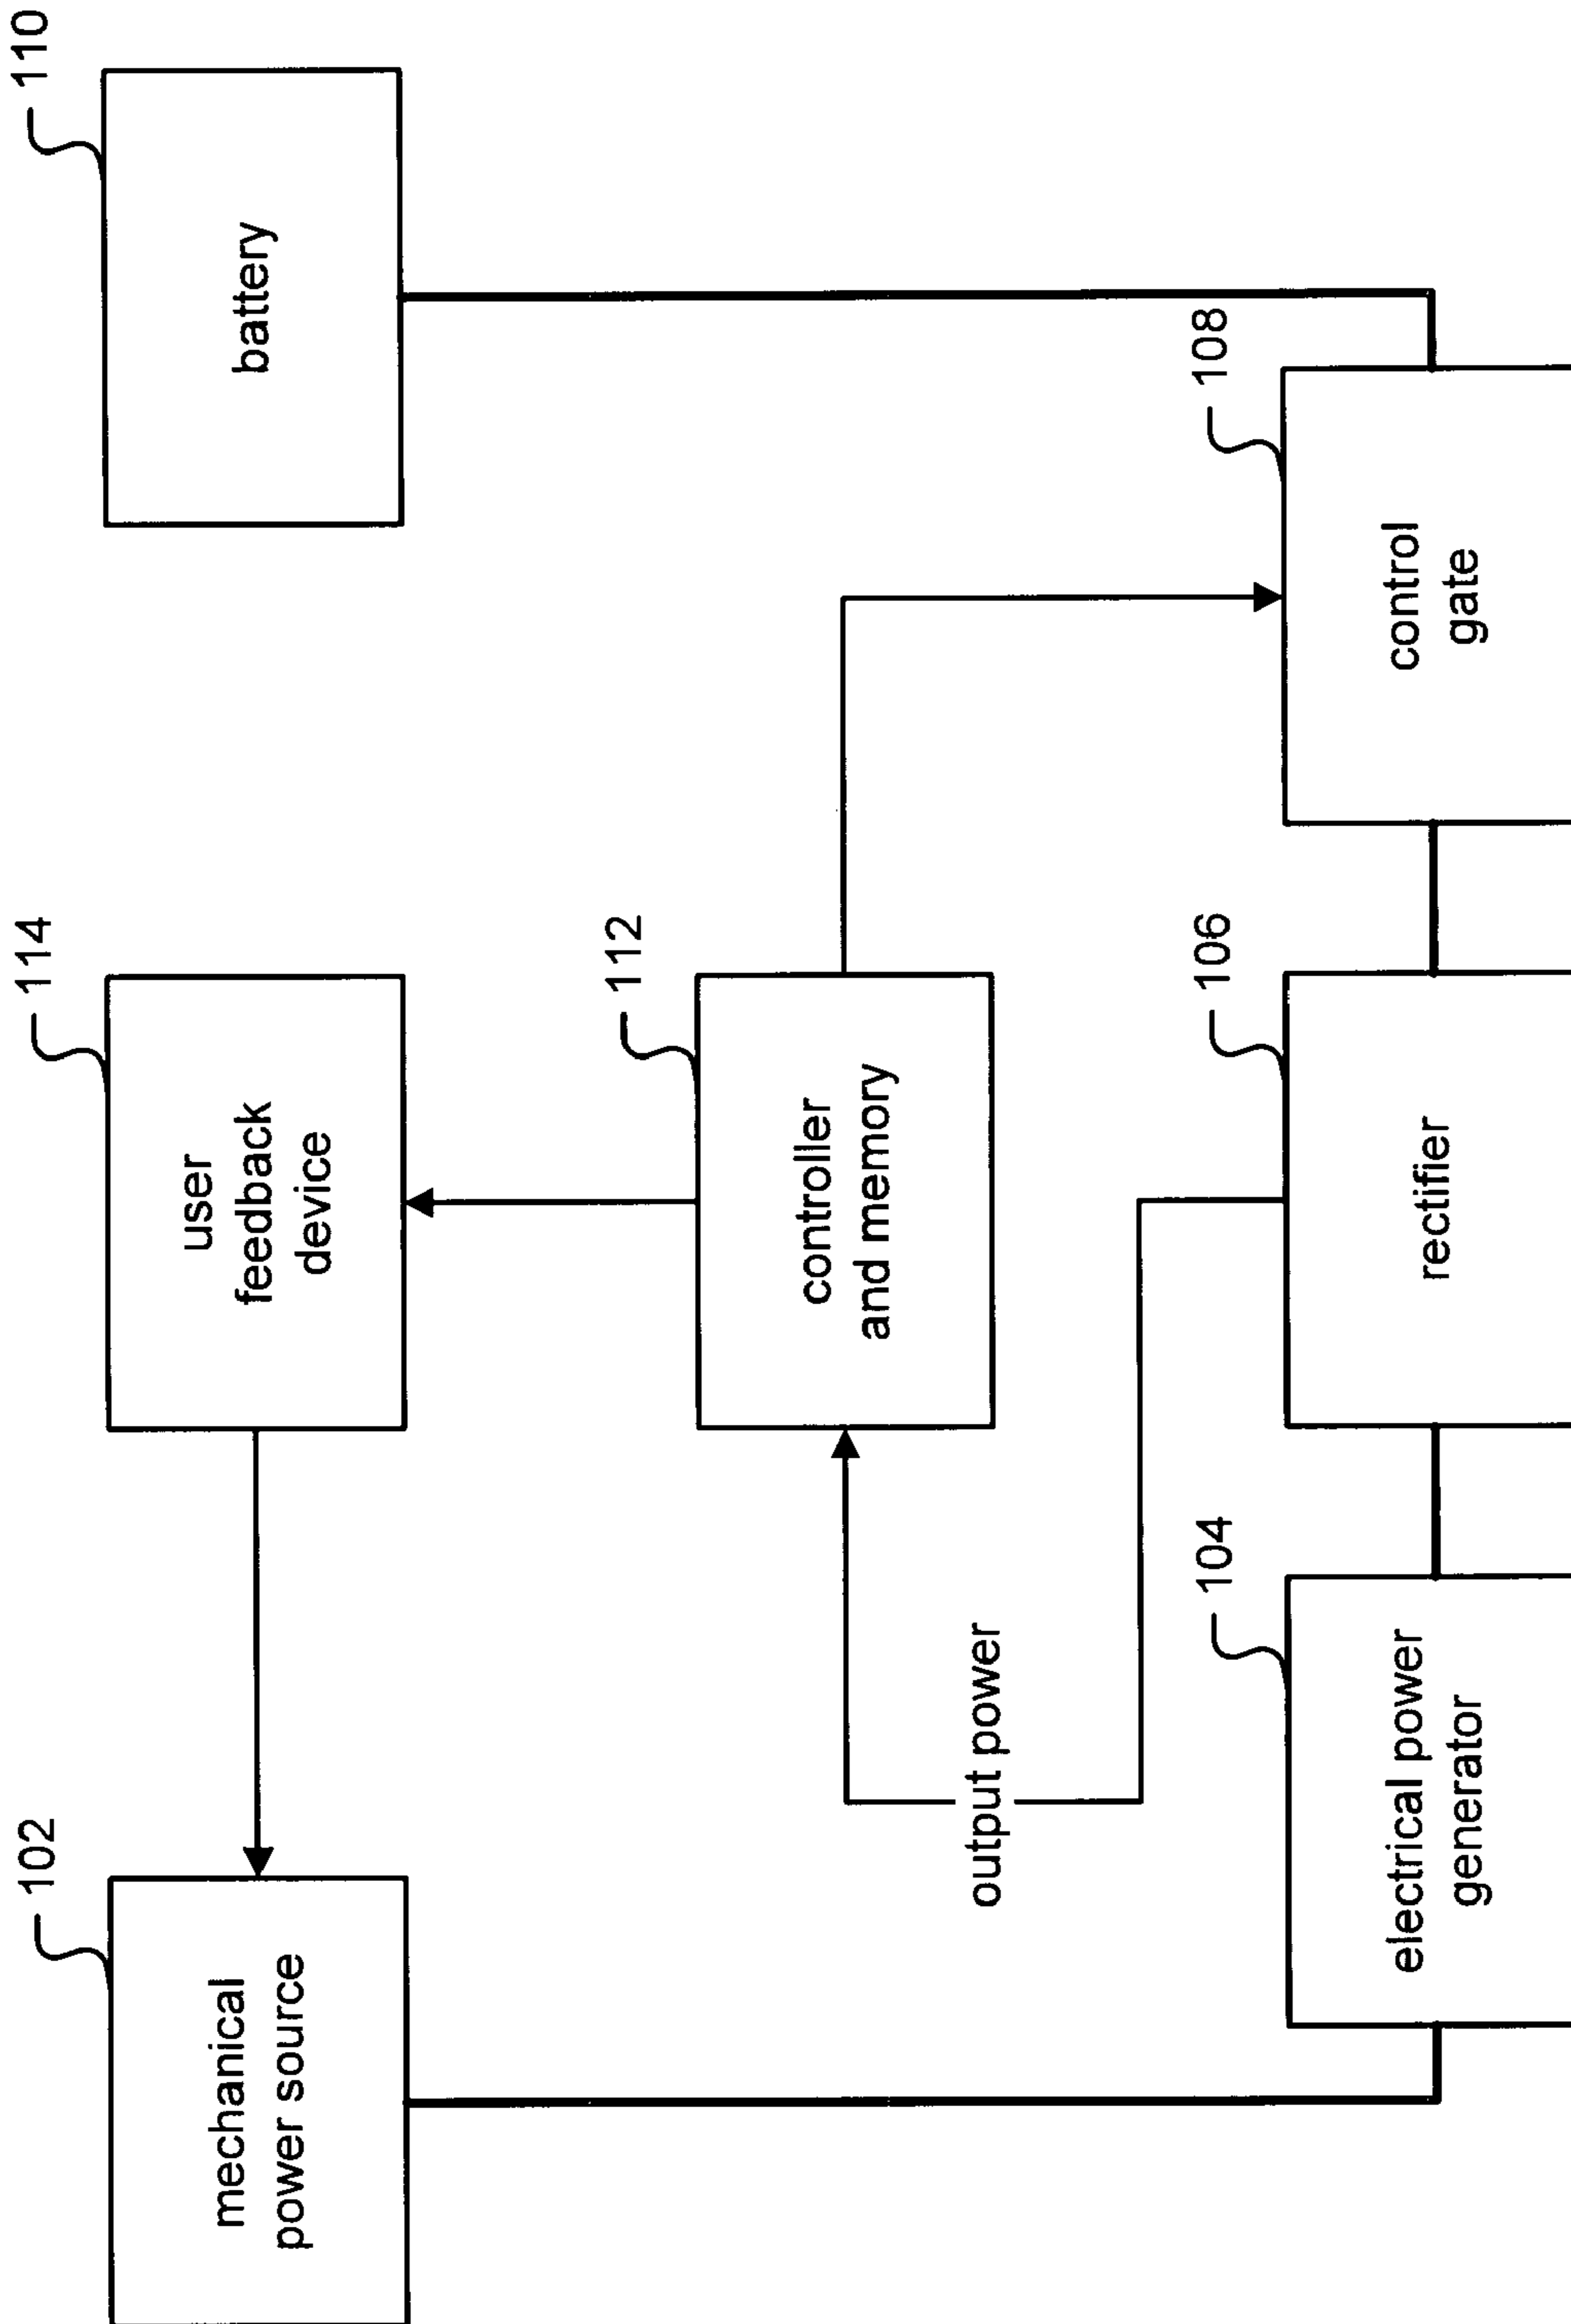 102
mechanical
power source
114
user
feedback
device
110
battery
112
controller
and memory
output power
104
electrical power
generator
106
rectifier
108
control
gate